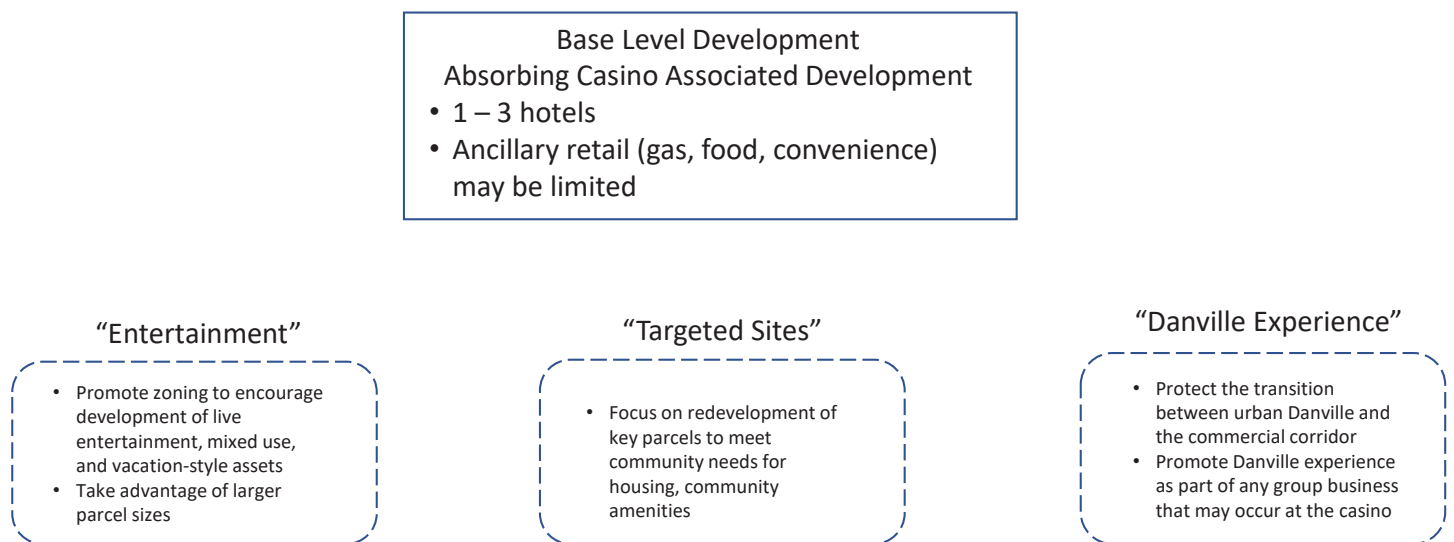 Base Level Development
Absorbing Casino Associated Development
• 1 – 3 hotels
• Ancillary retail (gas, food, convenience)
may be limited
“Entertainment”
• Promote zoning to encourage
development of live
entertainment, mixed use,
and vacation-style assets
• Take advantage of larger
parcel sizes
“Targeted Sites”
• Focus on redevelopment of
key parcels to meet
community needs for
housing, community
amenities
“Danville Experience”
• Protect the transition
between urban Danville and
the commercial corridor
• Promote Danville experience
as part of any group business
that may occur at the casino